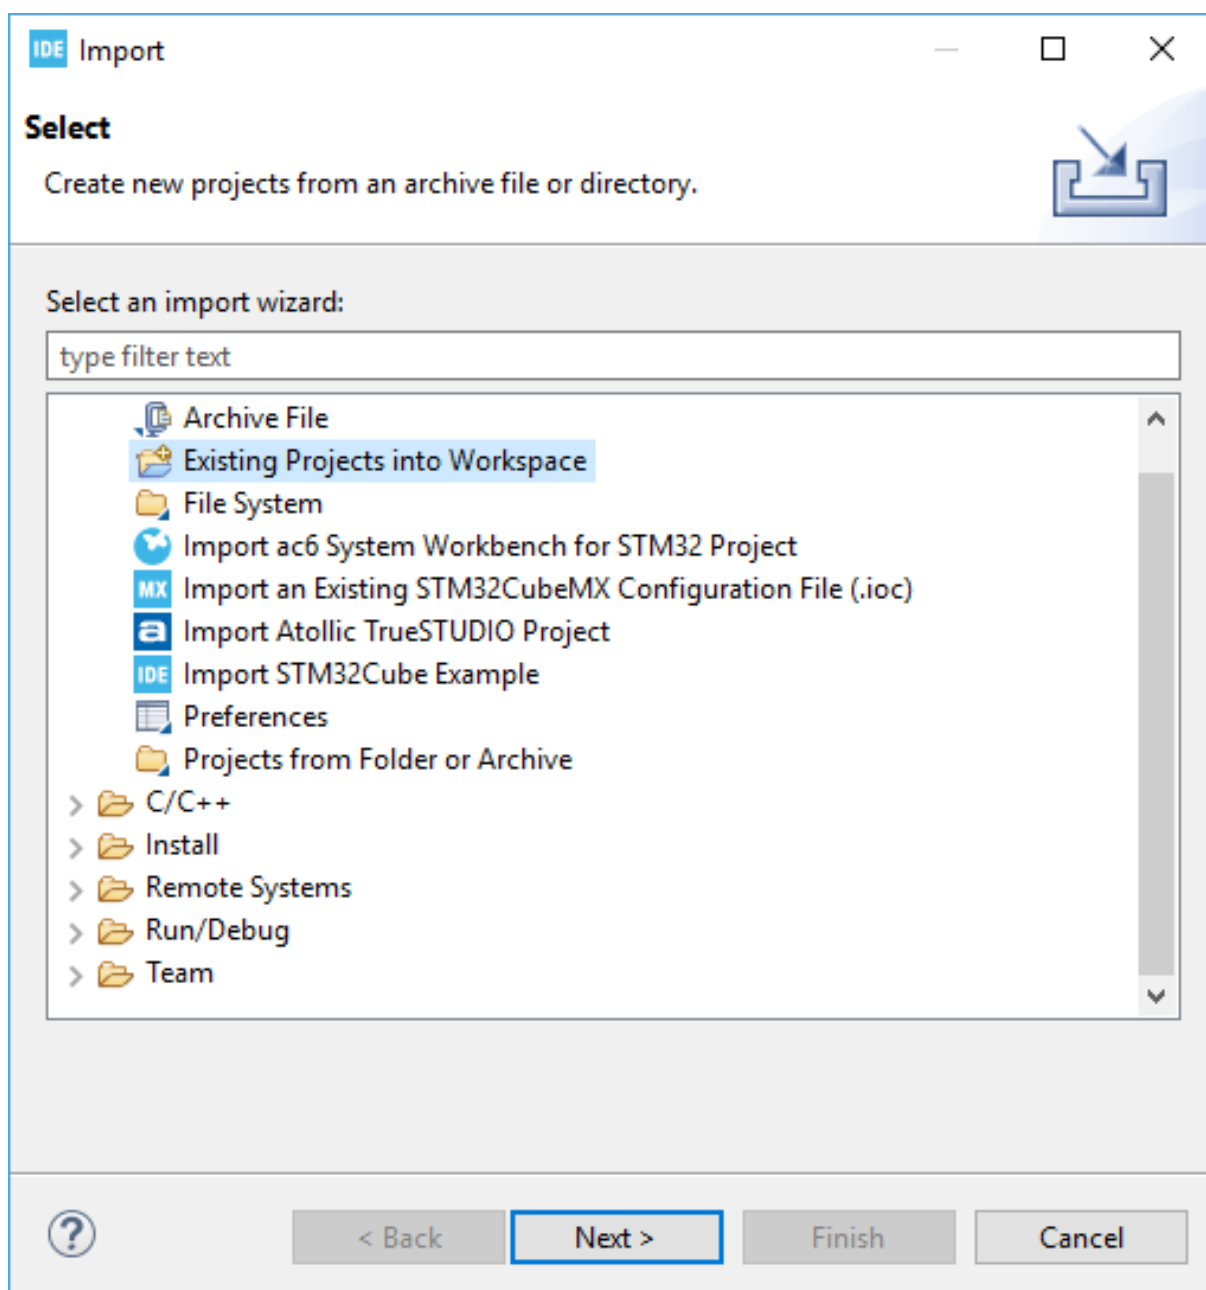 IDE Import
Select
Create new projects from an archive file or directory.
Select an import wizard:
type filter text
Archive File
Existing Projects into Workspace
File System
Import ac6 System Workbench for STM32 Project
MX Import an Existing STM32CubeMX Configuration File (.ioc)
a Import Atollic TrueSTUDIO Project
IDE Import STM32Cube Example
Preferences
Projects from Folder or Archive
C/C++
Install
Remote Systems
Run/Debug
Team
? < Back Next > Finish Cancel